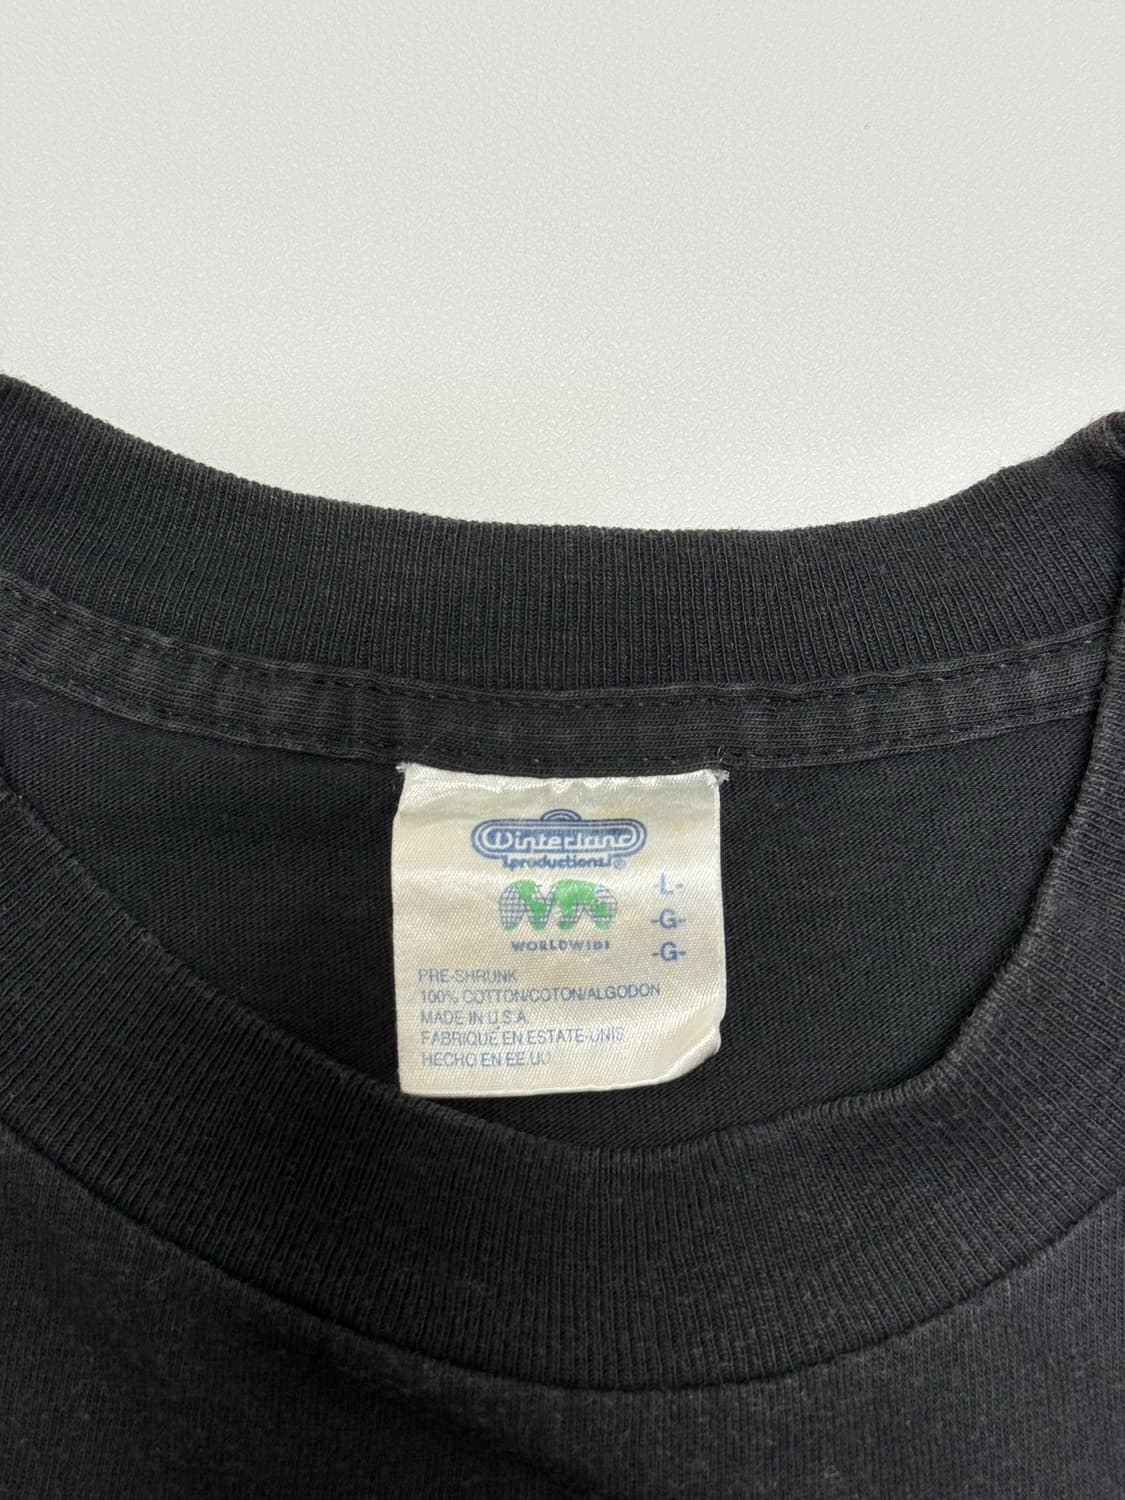 Winterland
productions®
WORLDWIDE
-L-
-G-
-G-
PRE-SHRUNK
100% COTTON/COTON/ALGODON
MADE IN U.S.A.
FABRIQUÉ EN ESTATE-UNIS
HECHO EN EE.UU